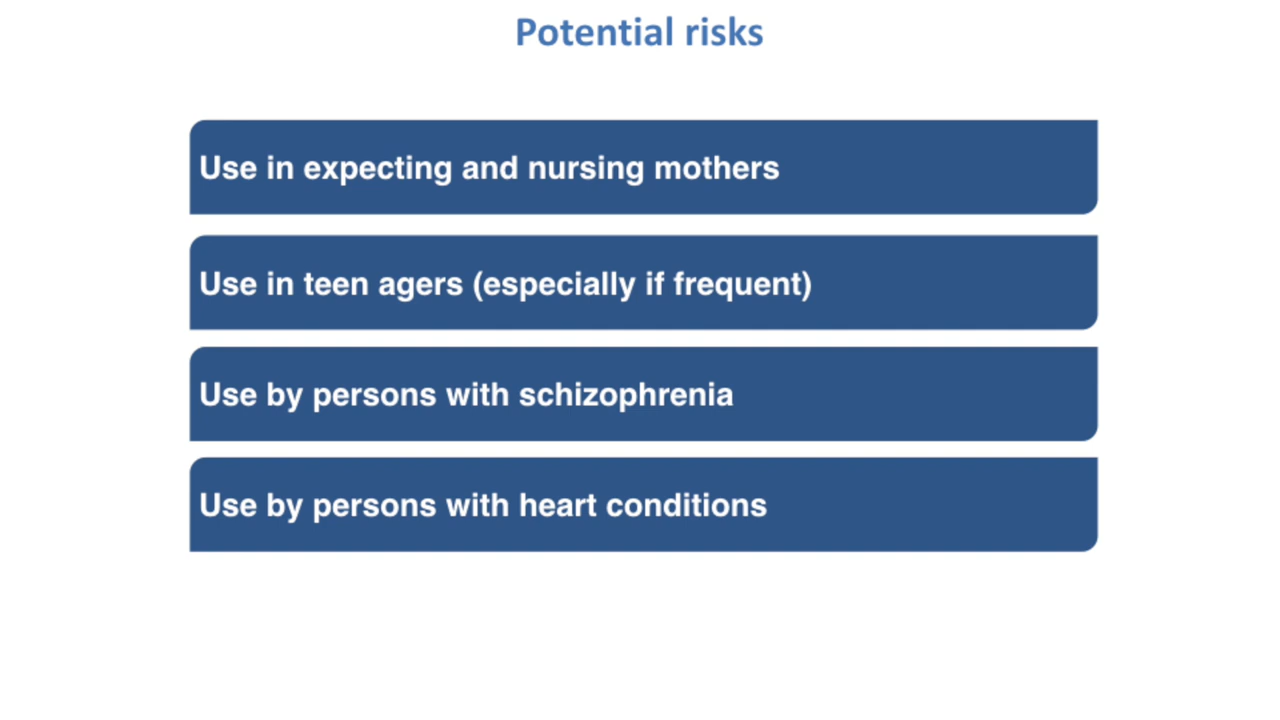 Potential risks
Use in expecting and nursing mothers
Use in teen agers (especially if frequent)
Use by persons with schizophrenia
Use by persons with heart conditions